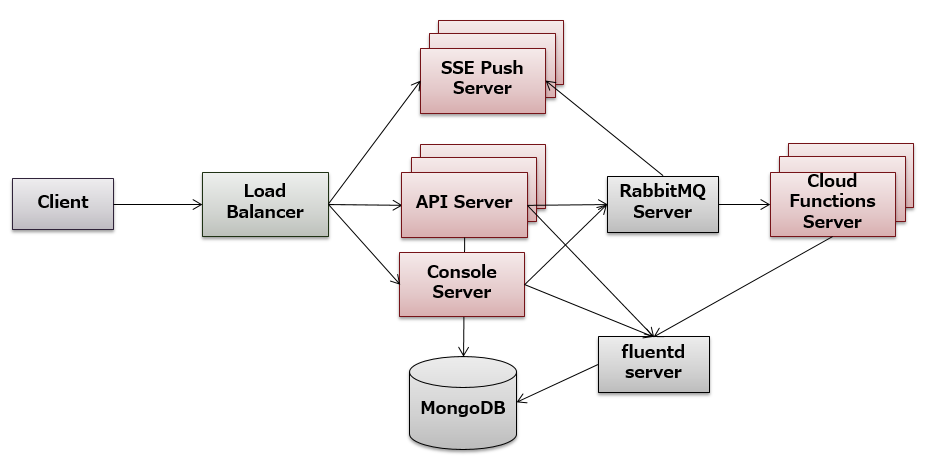 SSE Push
Server
Client
Load
Balancer
API Server
RabbitMQ
Server
Cloud
Functions
Server
Console
Server
fluentd
server
MongoDB